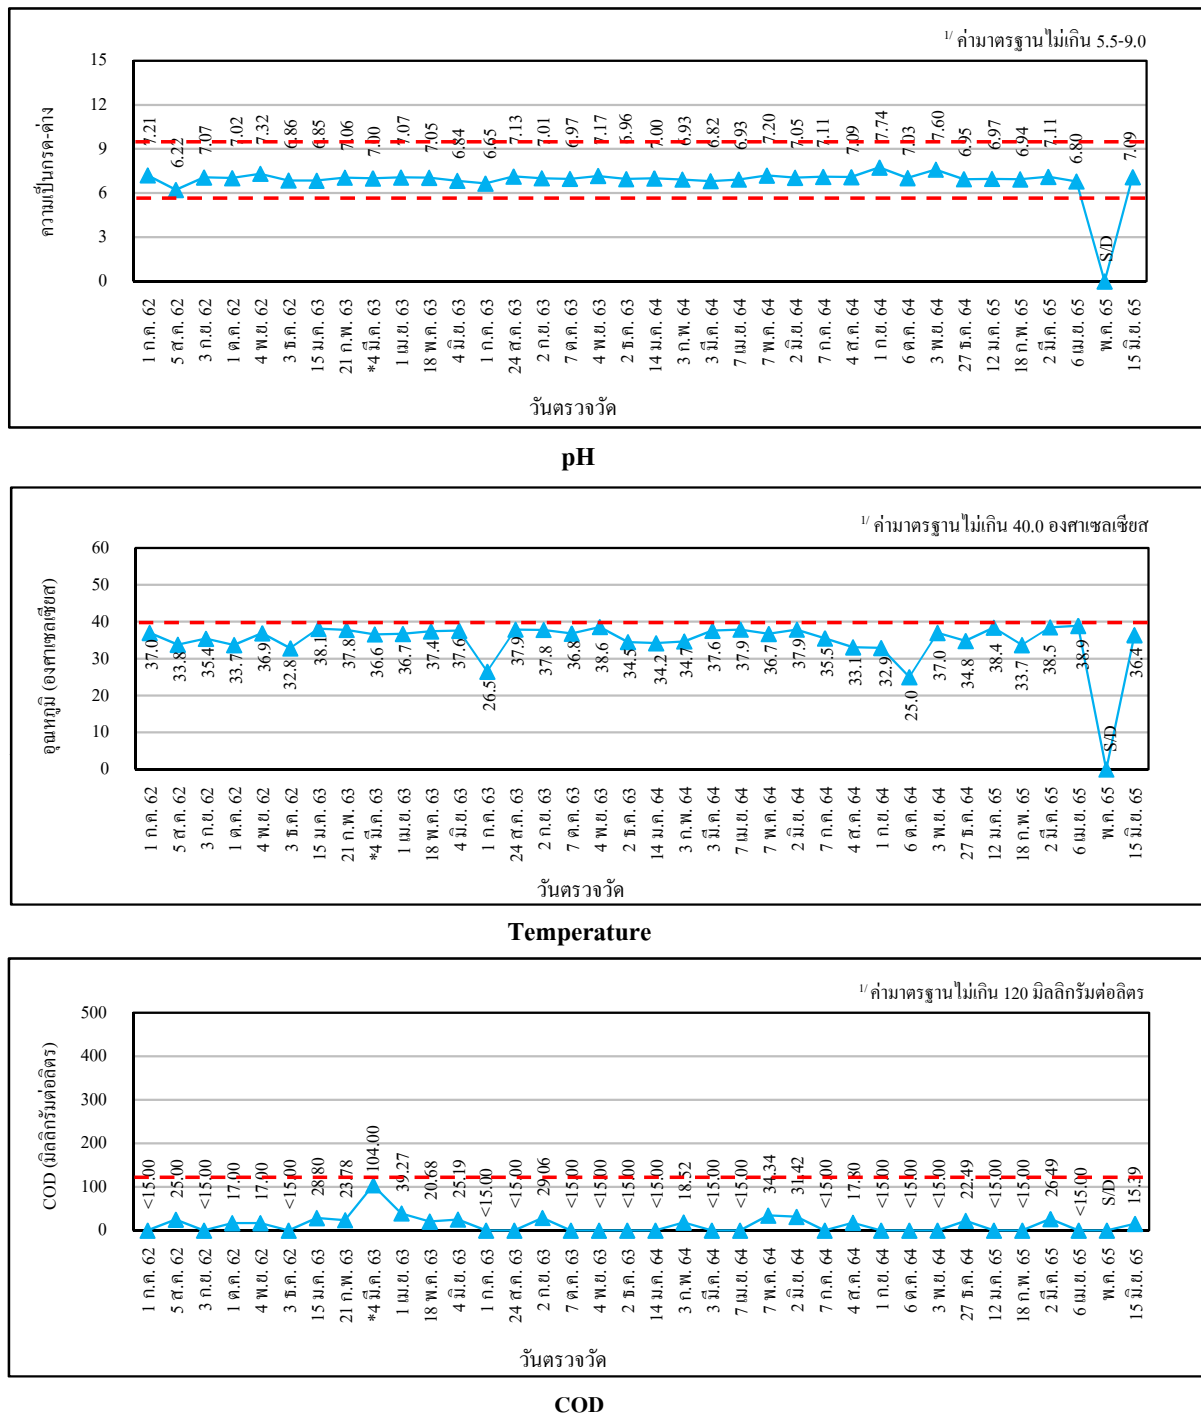 1/ ค่ามาตรฐานไม่เกิน 5.5-9.0
ความเป็นกรด-ด่าง
15
12
9
6
3
0
7.21 6.22 7.07 7.02 7.32 6.86 6.85 7.06 7.00 7.07 7.05 6.84 6.65 7.13 7.01 6.97 7.17 6.96 7.00 6.93 6.82 6.93 7.20 7.05 7.11 7.09 7.74 7.03 7.60 6.95 6.97 6.94 7.11 6.80 S/D 7.09
1 ก.ค. 62 5 ส.ค. 62 3 ก.ย. 62 1 ต.ค. 62 4 พ.ย. 62 3 ธ.ค. 62 15 ม.ค. 63 21 ก.พ. 63 *4 มี.ค. 63 1 เม.ย. 63 18 พ.ค. 63 4 มิ.ย. 63 1 ก.ค. 63 24 ส.ค. 63 2 ก.ย. 63 7 ต.ค. 63 4 พ.ย. 63 2 ธ.ค. 63 14 ม.ค. 64 3 ก.พ. 64 3 มี.ค. 64 7 เม.ย. 64 7 พ.ค. 64 2 มิ.ย. 64 7 ก.ค. 64 4 ส.ค. 64 1 ก.ย. 64 6 ต.ค. 64 3 พ.ย. 64 27 ธ.ค. 64 12 ม.ค. 65 18 ก.พ. 65 2 มี.ค. 65 6 เม.ย. 65 พ.ค. 65 15 มิ.ย. 65
วันตรวจวัด
pH
1/ ค่ามาตรฐานไม่เกิน 40.0 องศาเซลเซียส
อุณหภูมิ (องศาเซลเซียส)
60
50
40
30
20
10
0
37.0 33.8 35.4 33.7 36.9 32.8 38.1 37.8 36.6 36.7 37.4 37.6 26.5 37.9 37.8 36.8 38.6 34.5 34.2 34.7 37.6 37.9 36.7 37.9 35.5 33.1 32.9 25.0 37.0 34.8 38.4 33.7 38.5 38.9 S/D 36.4
1 ก.ค. 62 5 ส.ค. 62 3 ก.ย. 62 1 ต.ค. 62 4 พ.ย. 62 3 ธ.ค. 62 15 ม.ค. 63 21 ก.พ. 63 *4 มี.ค. 63 1 เม.ย. 63 18 พ.ค. 63 4 มิ.ย. 63 1 ก.ค. 63 24 ส.ค. 63 2 ก.ย. 63 7 ต.ค. 63 4 พ.ย. 63 2 ธ.ค. 63 14 ม.ค. 64 3 ก.พ. 64 3 มี.ค. 64 7 เม.ย. 64 7 พ.ค. 64 2 มิ.ย. 64 7 ก.ค. 64 4 ส.ค. 64 1 ก.ย. 64 6 ต.ค. 64 3 พ.ย. 64 27 ธ.ค. 64 12 ม.ค. 65 18 ก.พ. 65 2 มี.ค. 65 6 เม.ย. 65 พ.ค. 65 15 มิ.ย. 65
วันตรวจวัด
Temperature
1/ ค่ามาตรฐานไม่เกิน 120 มิลลิกรัมต่อลิตร
COD (มิลลิกรัมต่อลิตร)
500
400
300
200
100
0
<15.00 25.00 <15.00 17.00 17.00 <15.00 28.80 23.78 104.00 39.27 20.68 25.19 <15.00 <15.00 29.06 <15.00 <15.00 <15.00 <15.00 18.52 <15.00 <15.00 34.34 31.42 <15.00 17.80 <15.00 <15.00 <15.00 22.49 <15.00 <15.00 26.49 <15.00 S/D 15.39
1 ก.ค. 62 5 ส.ค. 62 3 ก.ย. 62 1 ต.ค. 62 4 พ.ย. 62 3 ธ.ค. 62 15 ม.ค. 63 21 ก.พ. 63 *4 มี.ค. 63 1 เม.ย. 63 18 พ.ค. 63 4 มิ.ย. 63 1 ก.ค. 63 24 ส.ค. 63 2 ก.ย. 63 7 ต.ค. 63 4 พ.ย. 63 2 ธ.ค. 63 14 ม.ค. 64 3 ก.พ. 64 3 มี.ค. 64 7 เม.ย. 64 7 พ.ค. 64 2 มิ.ย. 64 7 ก.ค. 64 4 ส.ค. 64 1 ก.ย. 64 6 ต.ค. 64 3 พ.ย. 64 27 ธ.ค. 64 12 ม.ค. 65 18 ก.พ. 65 2 มี.ค. 65 6 เม.ย. 65 พ.ค. 65 15 มิ.ย. 65
วันตรวจวัด
COD